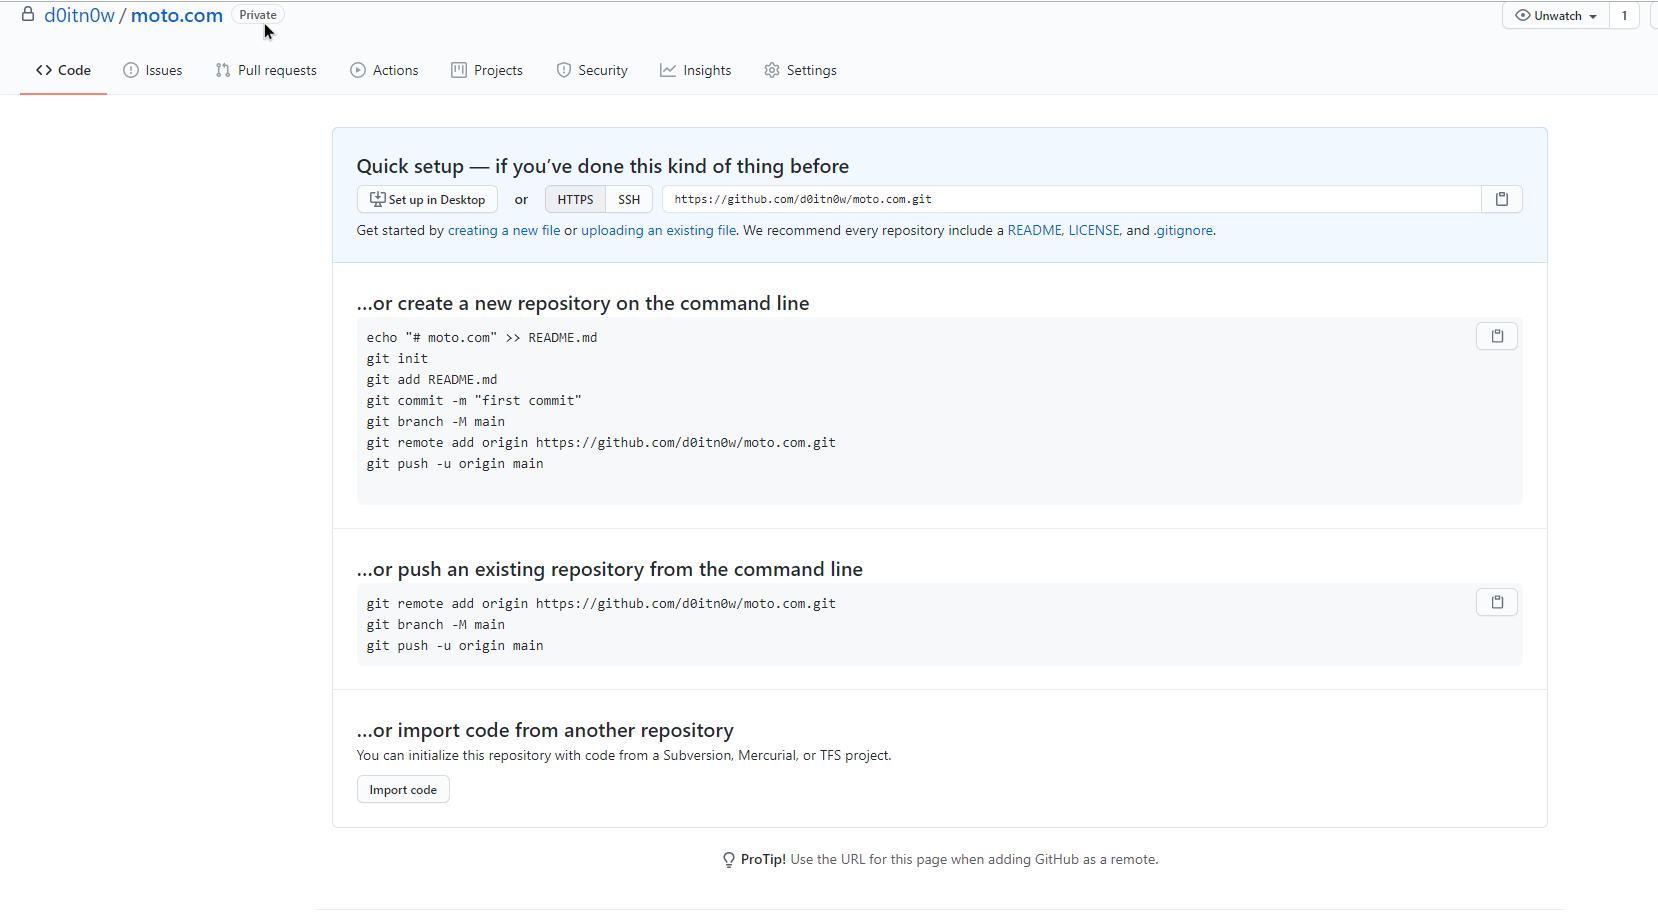 d0itn0w / moto.com Private
Unwatch 1
Code Issues Pull requests Actions Projects Security Insights Settings
Quick setup — if you’ve done this kind of thing before
Set up in Desktop or HTTPS SSH https://github.com/d0itn0w/moto.com.git
Get started by creating a new file or uploading an existing file. We recommend every repository include a README, LICENSE, and .gitignore.
…or create a new repository on the command line
echo "# moto.com" >> README.md
git init
git add README.md
git commit -m "first commit"
git branch -M main
git remote add origin https://github.com/d0itn0w/moto.com.git
git push -u origin main
…or push an existing repository from the command line
git remote add origin https://github.com/d0itn0w/moto.com.git
git branch -M main
git push -u origin main
…or import code from another repository
You can initialize this repository with code from a Subversion, Mercurial, or TFS project.
Import code
ProTip! Use the URL for this page when adding GitHub as a remote.